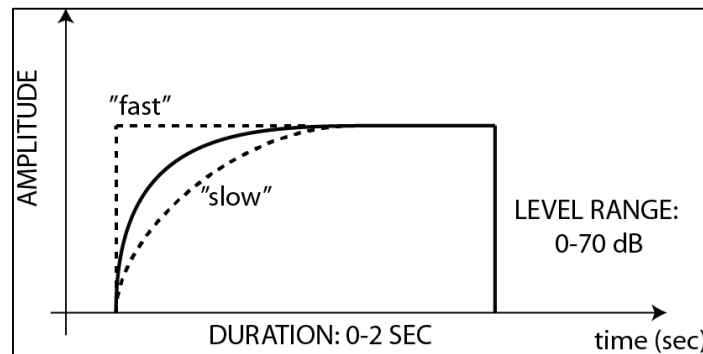 AMPLITUDE
”fast”
”slow”
LEVEL RANGE:
0-70 dB
DURATION: 0-2 SEC
time (sec)